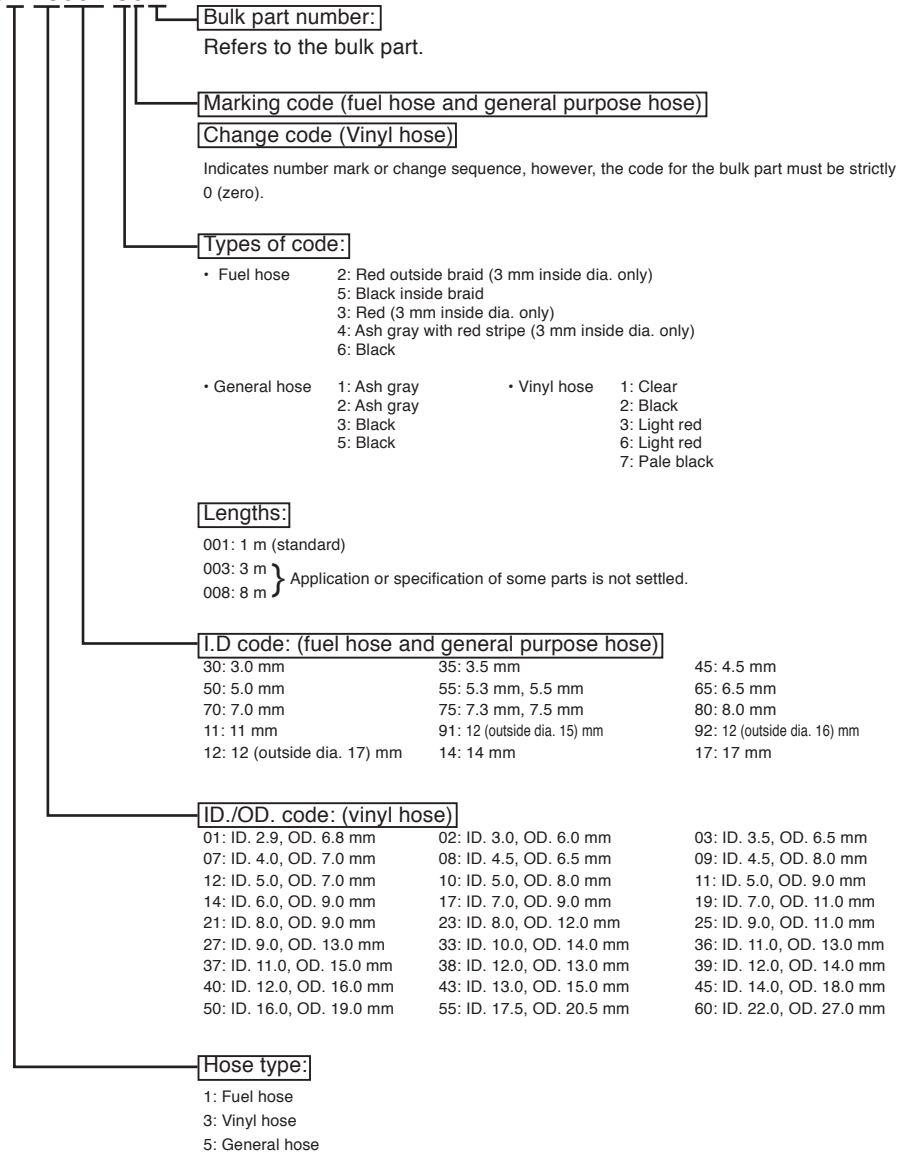 Bulk part number:
Refers to the bulk part.
Marking code (fuel hose and general purpose hose)
Change code (Vinyl hose)
Indicates number mark or change sequence, however, the code for the bulk part must be strictly
0 (zero).
Types of code:
• Fuel hose 2: Red outside braid (3 mm inside dia. only)
5: Black inside braid
3: Red (3 mm inside dia. only)
4: Ash gray with red stripe (3 mm inside dia. only)
6: Black
• General hose 1: Ash gray • Vinyl hose 1: Clear
2: Ash gray 2: Black
3: Black 3: Light red
5: Black 6: Light red
7: Pale black
Lengths:
001: 1 m (standard)
003: 3 m
008: 8 m } Application or specification of some parts is not settled.
I.D code: (fuel hose and general purpose hose)
30: 3.0 mm 35: 3.5 mm 45: 4.5 mm
50: 5.0 mm 55: 5.3 mm, 5.5 mm 65: 6.5 mm
70: 7.0 mm 75: 7.3 mm, 7.5 mm 80: 8.0 mm
11: 11 mm 91: 12 (outside dia. 15) mm 92: 12 (outside dia. 16) mm
12: 12 (outside dia. 17) mm 14: 14 mm 17: 17 mm
ID./OD. code: (vinyl hose)
01: ID. 2.9, OD. 6.8 mm 02: ID. 3.0, OD. 6.0 mm 03: ID. 3.5, OD. 6.5 mm
07: ID. 4.0, OD. 7.0 mm 08: ID. 4.5, OD. 6.5 mm 09: ID. 4.5, OD. 8.0 mm
12: ID. 5.0, OD. 7.0 mm 10: ID. 5.0, OD. 8.0 mm 11: ID. 5.0, OD. 9.0 mm
14: ID. 6.0, OD. 9.0 mm 17: ID. 7.0, OD. 9.0 mm 19: ID. 7.0, OD. 11.0 mm
21: ID. 8.0, OD. 9.0 mm 23: ID. 8.0, OD. 12.0 mm 25: ID. 9.0, OD. 11.0 mm
27: ID. 9.0, OD. 13.0 mm 33: ID. 10.0, OD. 14.0 mm 36: ID. 11.0, OD. 13.0 mm
37: ID. 11.0, OD. 15.0 mm 38: ID. 12.0, OD. 13.0 mm 39: ID. 12.0, OD. 14.0 mm
40: ID. 12.0, OD. 16.0 mm 43: ID. 13.0, OD. 15.0 mm 45: ID. 14.0, OD. 18.0 mm
50: ID. 16.0, OD. 19.0 mm 55: ID. 17.5, OD. 20.5 mm 60: ID. 22.0, OD. 27.0 mm
Hose type:
1: Fuel hose
3: Vinyl hose
5: General hose